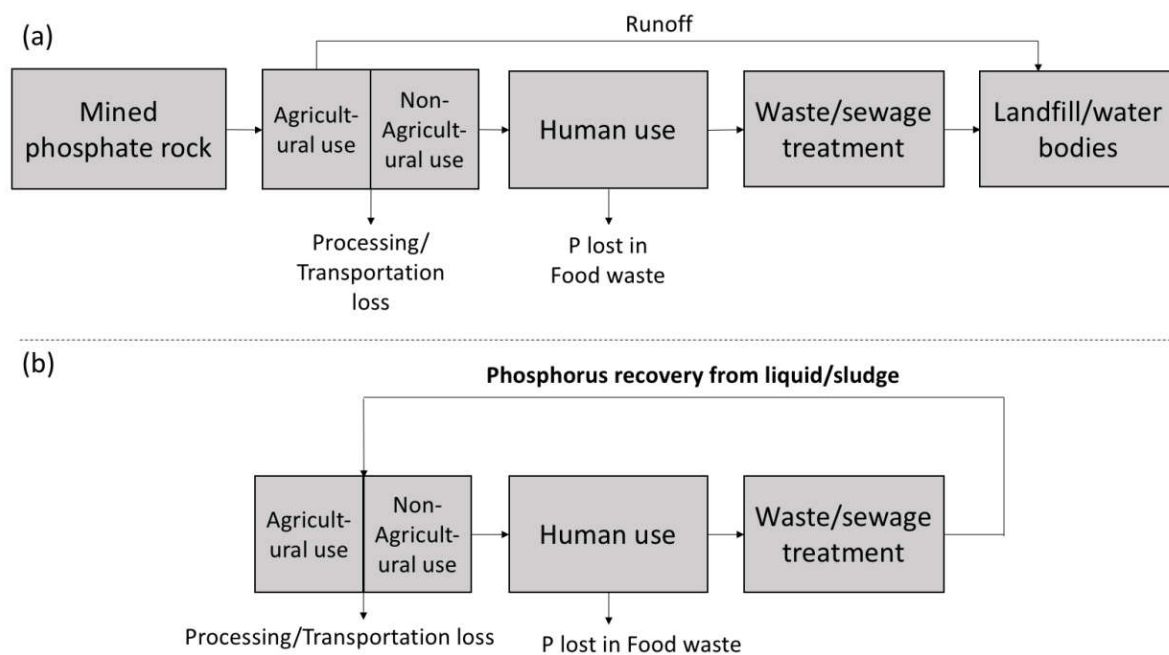 (a)
Runoff
Mined
phosphate rock
Agricult-
ural use
Non-
Agricult-
ural use
Human use
Waste/sewage
treatment
Landfill/water
bodies
Processing/
Transportation
loss
P lost in
Food waste
(b)
Phosphorus recovery from liquid/sludge
Agricult-
ural use
Non-
Agricult-
ural use
Human use
Waste/sewage
treatment
Processing/Transportation loss
P lost in Food waste